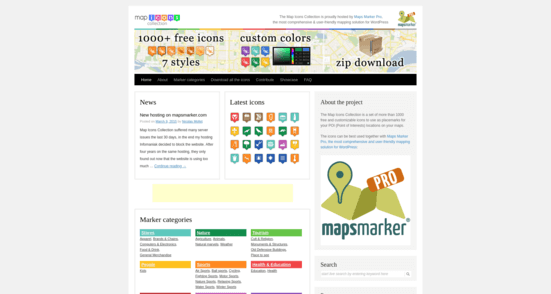 map icons
collection
The Map Icons Collection is proudly hosted by Maps Marker Pro,
the most comprehensive & user-friendly mapping solution for WordPress
mapsmarker
1000+ free icons
7 styles
custom colors
zip download
Home About Marker categories Download all the icons Contribute Showcase FAQ
News
New hosting on mapsmarker.com
Posted on March 6, 2019 by Nicolas Mollet
Map Icons Collection suffered many server
issues the last 30 days. In the end my hosting
Infomaniak decided to block the website. After
four years on the same hosting, they only
found out now that the website is using too
much … Continue reading →
Latest icons
About the project
The Map Icons Collection is a set of more than 1000
free and customizable icons to use as placemarks for
your POI (Point of Interests) locations on your maps.
The icons can be best used together with Maps Marker
Pro, the most comprehensive and user-friendly mapping
solution for WordPress:
PRO
mapsmarker
Marker categories
Stores
Apparel, Brands & Chains,
Computers & Electronics,
Food & Drink,
General Merchandise
Nature
Agriculture, Animals,
Natural marvels, Weather
Tourism
Cult & Religion,
Monuments & Structures,
Old Defensive Buildings,
Place to see
People
Kids
Sports
Air Sports, Ball sports, Cycling,
Fighting Sports, Motor Sports,
Nature Sports, Relaxing Sports,
Water Sports, Winter Sports
Health & Education
Education, Health
Search